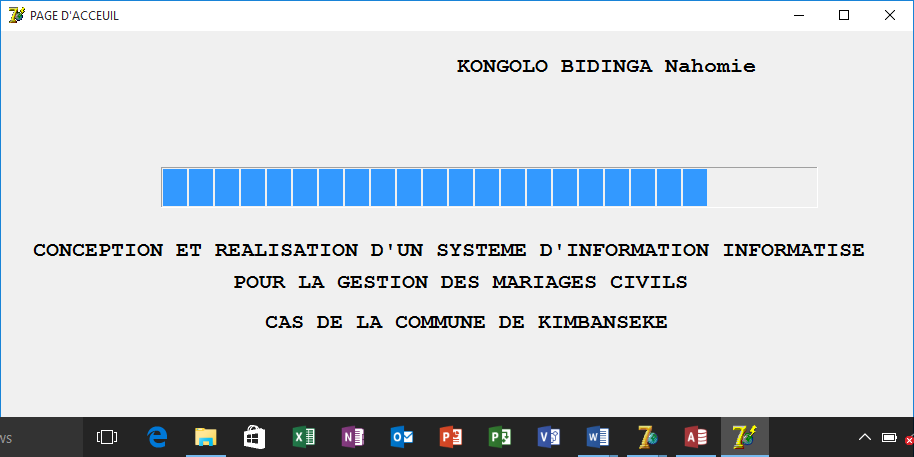 PAGE D'ACCEUIL
KONGOLO BIDINGA Nahomie
CONCEPTION ET REALISATION D'UN SYSTEME D'INFORMATION INFORMATISE
POUR LA GESTION DES MARIAGES CIVILS
CAS DE LA COMMUNE DE KIMBANSEKE